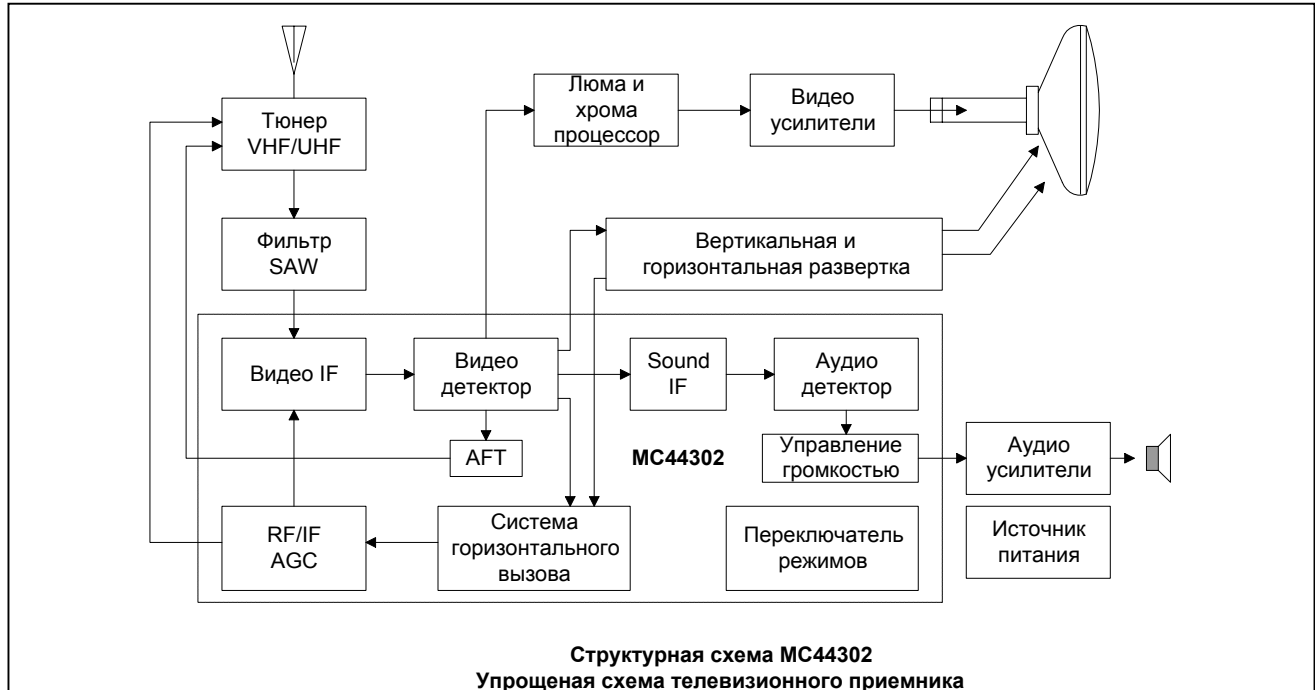 Тюнер
VHF/UHF
Люма и
хрома
процессор
Видео
усилители
Фильтр
SAW
Вертикальная и
горизонтальная развертка
Видео IF
Видео
детектор
Sound
IF
Аудио
детектор
AFT
МС44302
Управление
громкостью
Аудио
усилители
RF/IF
AGC
Система
горизонтального
вызова
Переключатель
режимов
Источник
питания
Структурная схема МС44302
Упрощеная схема телевизионного приемника